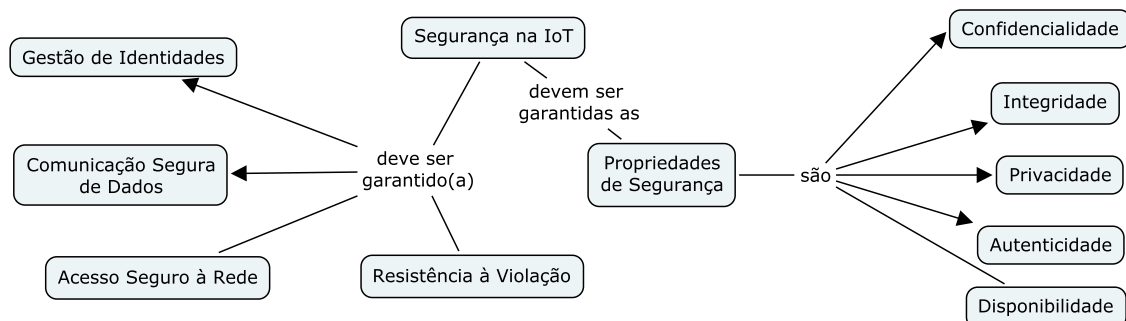 Segurança na IoT
Gestão de Identidades
Comunicação Segura
de Dados
Acesso Seguro à Rede
deve ser
garantido(a)
Resistência à Violação
devem ser
garantidas as
Propriedades
de Segurança
são
Confidencialidade
Integridade
Privacidade
Autenticidade
Disponibilidade